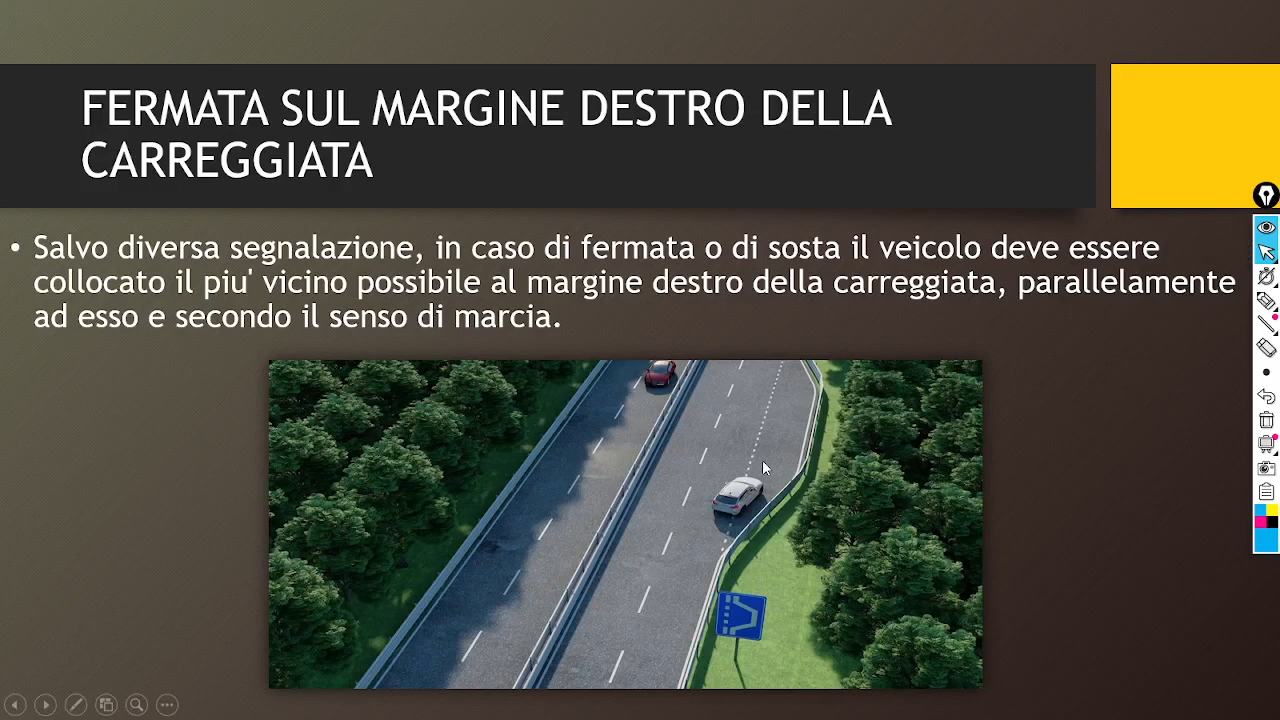 FERMATA SUL MARGINE DESTRO DELLA
CARREGGIATA
• Salvo diversa segnalazione, in caso di fermata o di sosta il veicolo deve essere
collocato il piu' vicino possibile al margine destro della carreggiata, parallelamente
ad esso e secondo il senso di marcia.